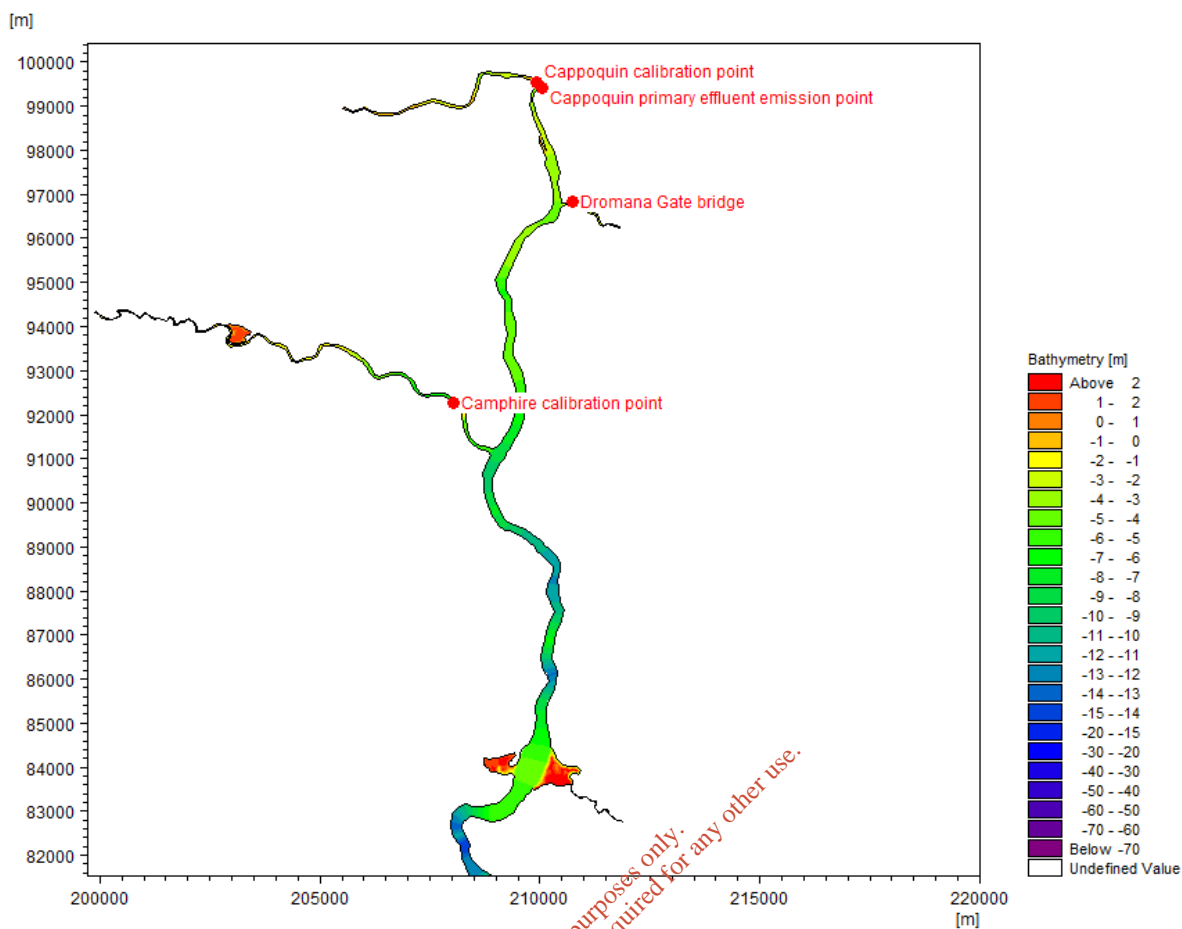 [m]
100000
99000
98000
97000
96000
95000
94000
93000
92000
91000
90000
89000
88000
87000
86000
85000
84000
83000
82000
200000 205000 210000 215000 220000
[m]
Cappoquin calibration point
Cappoquin primary effluent emission point
Dromana Gate bridge
Camphire calibration point
Bathymetry [m]
Above 2
1 - 2
0 - 1
-1 - 0
-2 - -1
-3 - -2
-4 - -3
-5 - -4
-6 - -5
-7 - -6
-8 - -7
-9 - -8
-10 - -9
-11 - -10
-12 - -11
-13 - -12
-14 - -13
-15 - -14
-20 - -15
-30 - -20
-40 - -30
-50 - -40
-60 - -50
-70 - -60
Below -70
Undefined Value
purposes only.
quired for any other use.